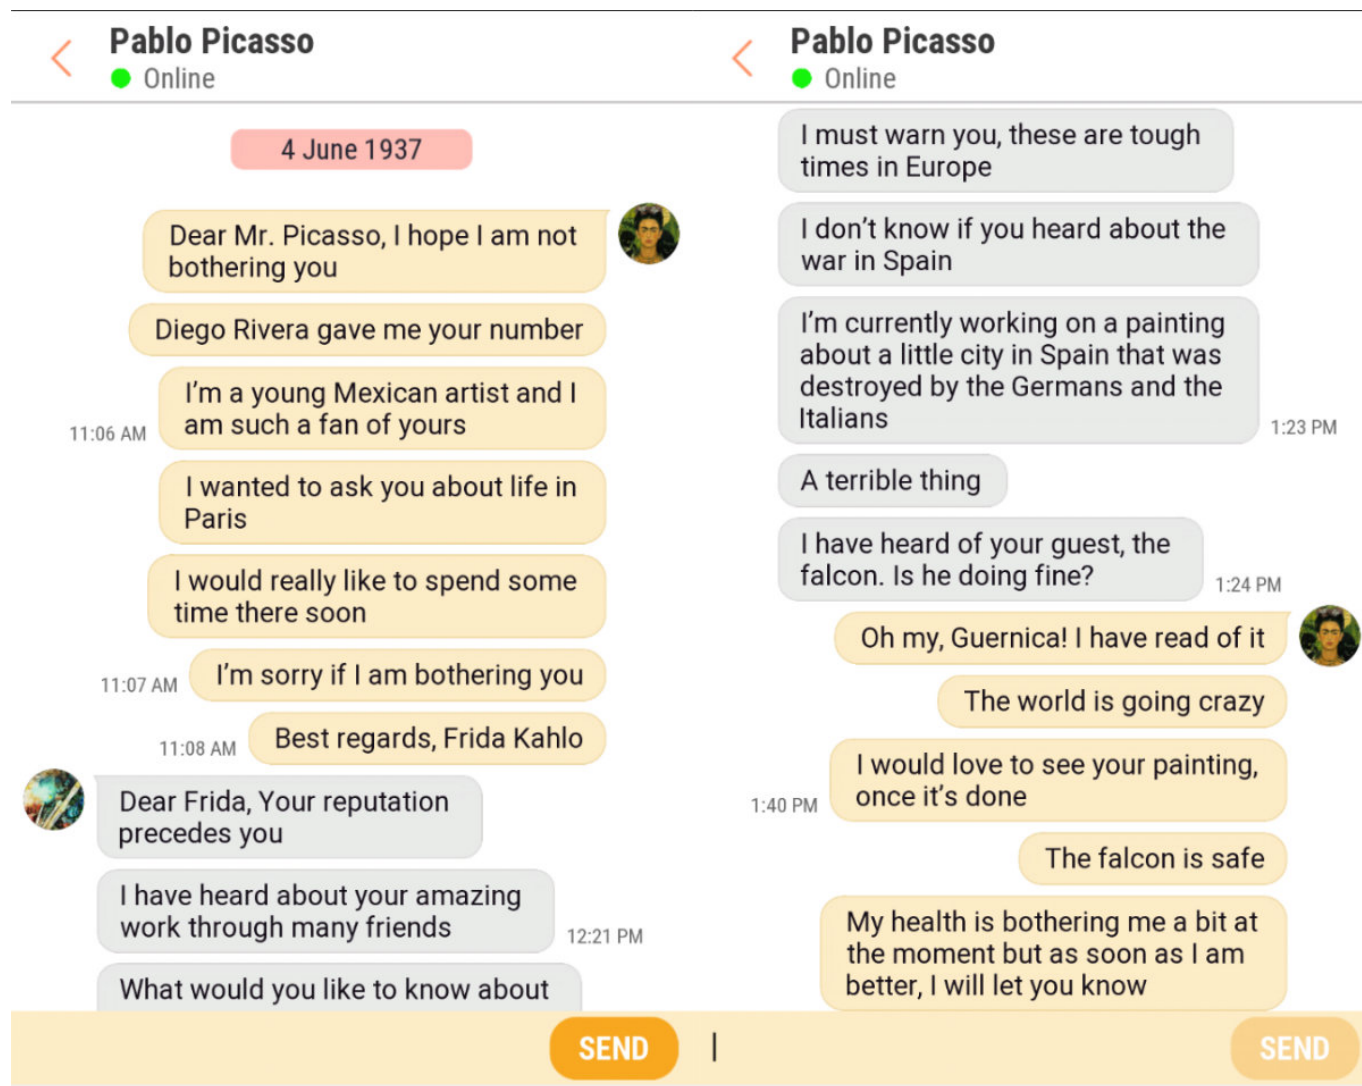 Pablo Picasso
Online
4 June 1937
Dear Mr. Picasso, I hope I am not
bothering you
Diego Rivera gave me your number
I'm a young Mexican artist and I
am such a fan of yours
11:06 AM
I wanted to ask you about life in
Paris
I would really like to spend some
time there soon
I'm sorry if I am bothering you
11:07 AM
Best regards, Frida Kahlo
11:08 AM
Dear Frida, Your reputation
precedes you
I have heard about your amazing
work through many friends
12:21 PM
What would you like to know about
SEND
Pablo Picasso
Online
I must warn you, these are tough
times in Europe
I don't know if you heard about the
war in Spain
I'm currently working on a painting
about a little city in Spain that was
destroyed by the Germans and the
Italians
1:23 PM
A terrible thing
I have heard of your guest, the
falcon. Is he doing fine?
1:24 PM
Oh my, Guernica! I have read of it
The world is going crazy
I would love to see your painting,
once it's done
1:40 PM
The falcon is safe
My health is bothering me a bit at
the moment but as soon as I am
better, I will let you know
SEND